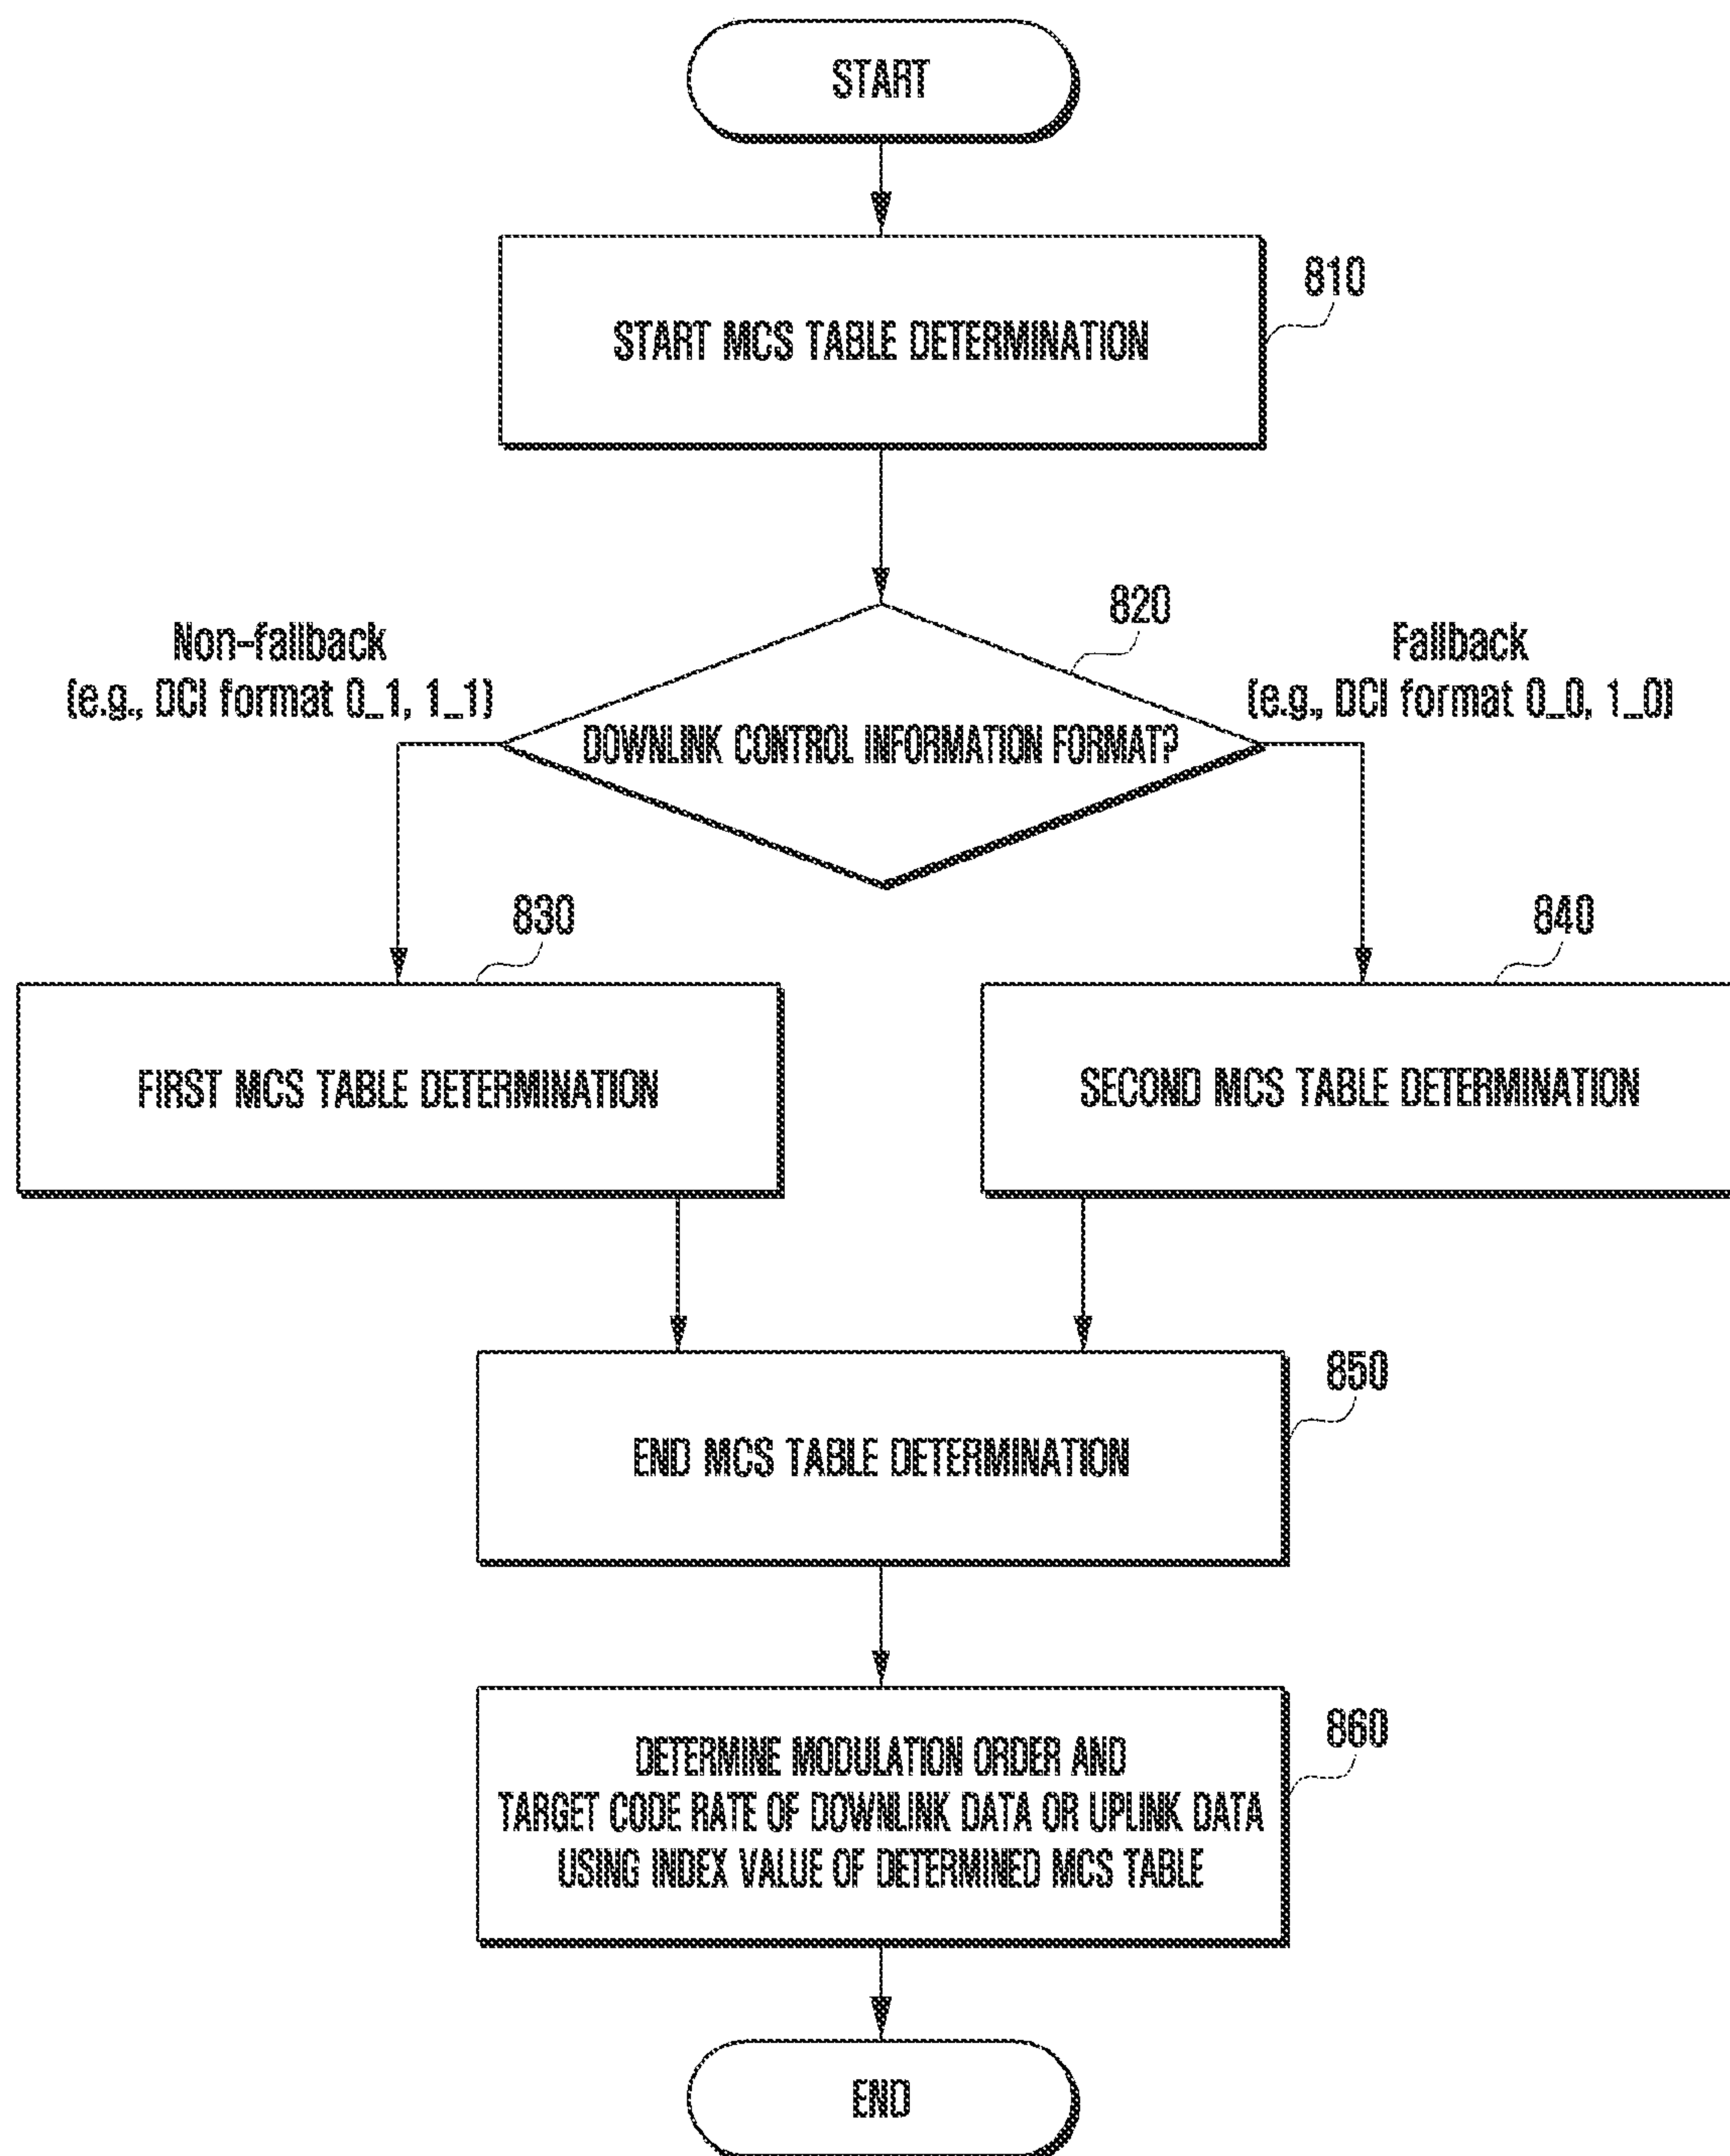 START
810
START MCS TABLE DETERMINATION
820
Non-fallback
(e.g., DCI format 0_1, 1_1)
Fallback
(e.g., DCI format 0_0, 1_0)
DOWNLINK CONTROL INFORMATION FORMAT?
830
840
FIRST MCS TABLE DETERMINATION
SECOND MCS TABLE DETERMINATION
850
END MCS TABLE DETERMINATION
860
DETERMINE MODULATION ORDER AND
TARGET CODE RATE OF DOWNLINK DATA OR UPLINK DATA
USING INDEX VALUE OF DETERMINED MCS TABLE
END